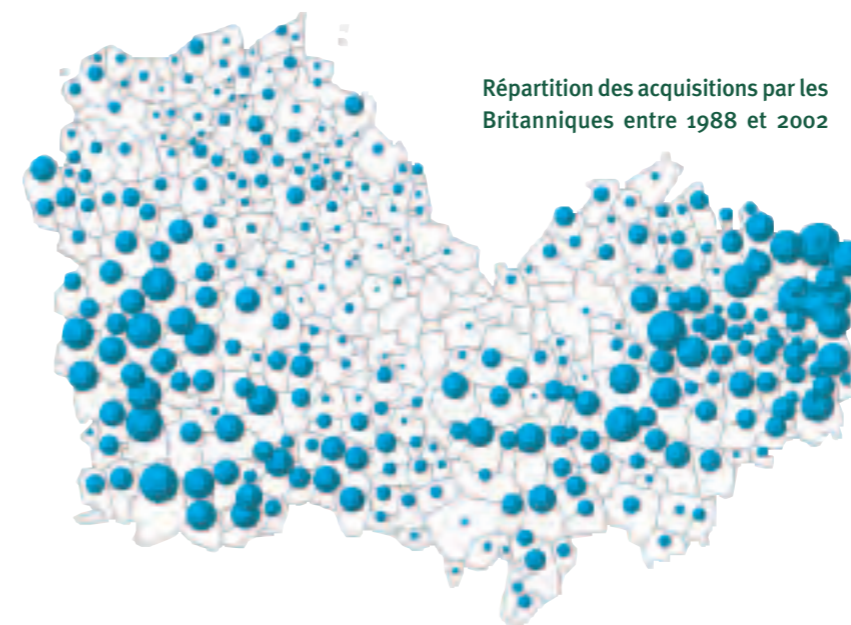 Répartition des acquisitions par les
Britanniques entre 1988 et 2002